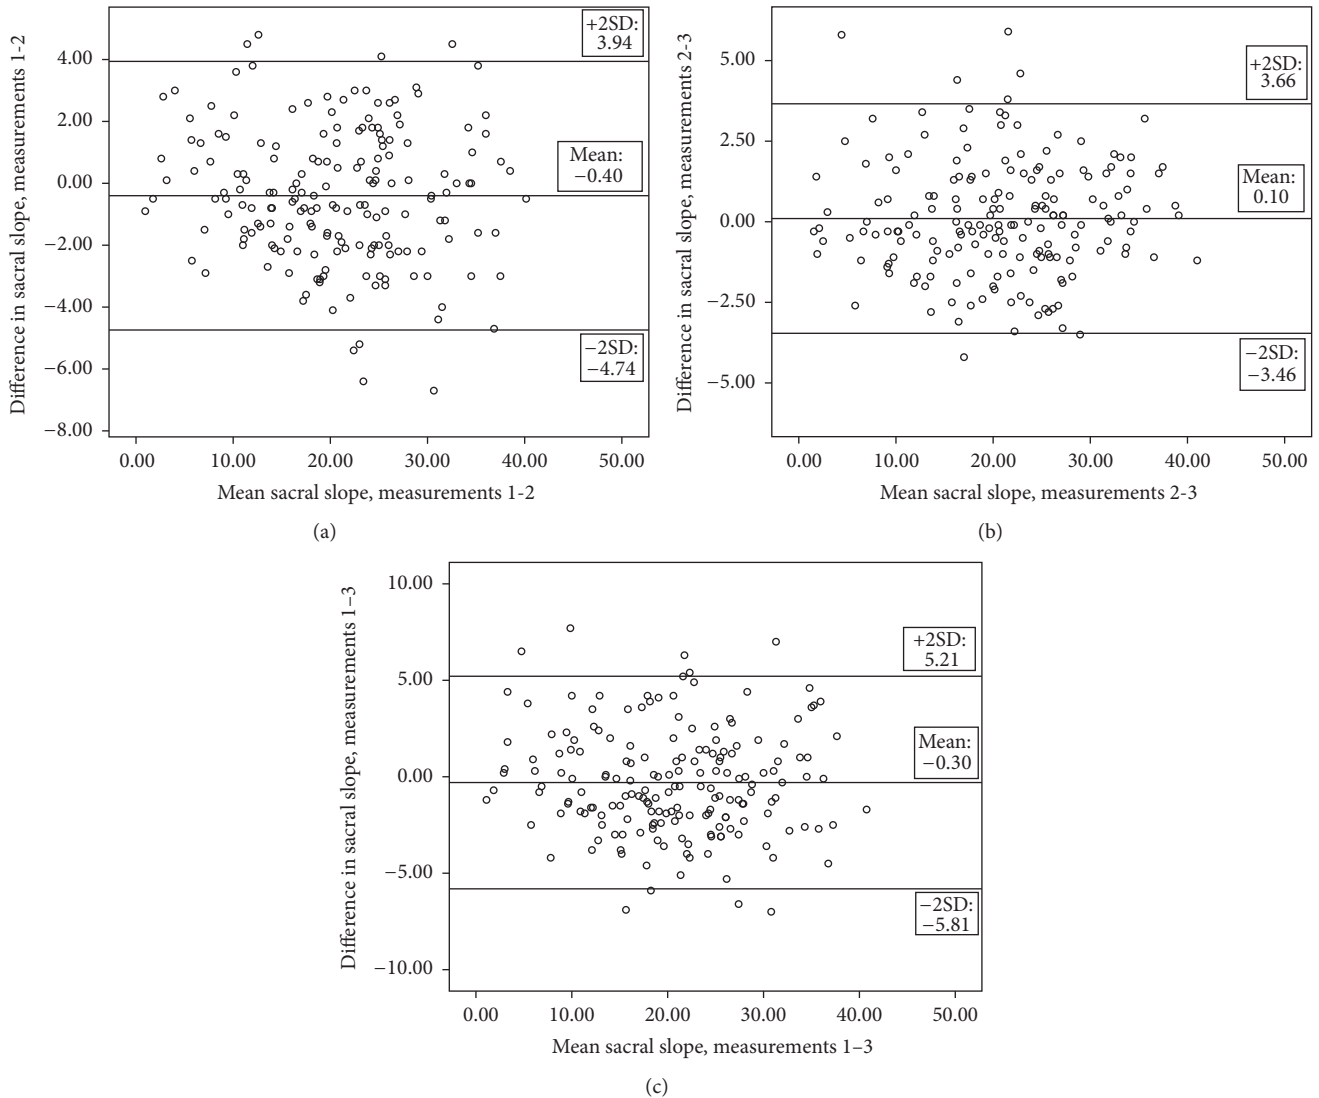 Difference in sacral slope, measurements 1-2
4.00
2.00
0.00
−2.00
−4.00
−6.00
−8.00
+2SD:
3.94
Mean:
−0.40
−2SD:
−4.74
0.00 10.00 20.00 30.00 40.00 50.00
Mean sacral slope, measurements 1-2
(a)
Difference in sacral slope, measurements 2-3
5.00
2.50
0.00
−2.50
−5.00
+2SD:
3.66
Mean:
0.10
−2SD:
−3.46
0.00 10.00 20.00 30.00 40.00 50.00
Mean sacral slope, measurements 2-3
(b)
Difference in sacral slope, measurements 1–3
10.00
5.00
0.00
−5.00
−10.00
+2SD:
5.21
Mean:
−0.30
−2SD:
−5.81
0.00 10.00 20.00 30.00 40.00 50.00
Mean sacral slope, measurements 1–3
(c)